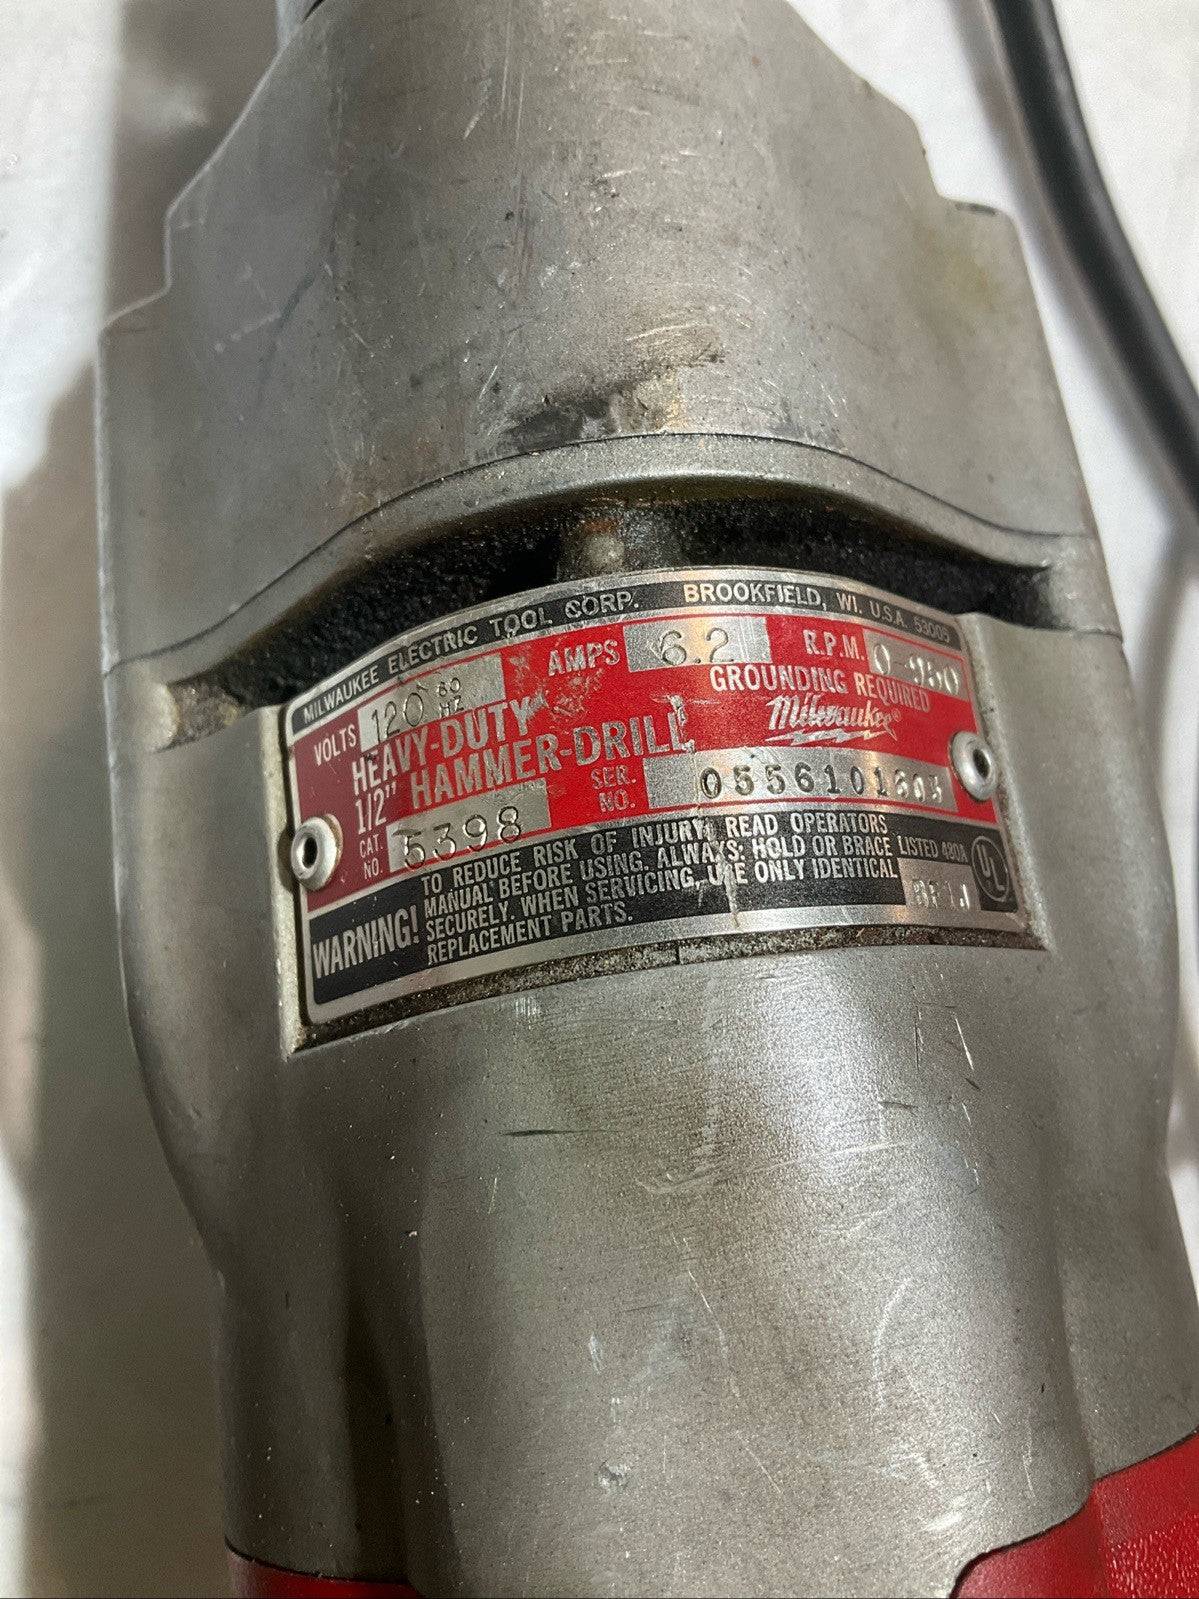 MILWAUKEE ELECTRIC TOOL CORP. BROOKFIELD, WI. U.S.A. 53005
VOLTS 120 60 HZ AMPS 6.2 R.P.M. 0-950
HEAVY-DUTY GROUNDING REQUIRED
1/2" HAMMER-DRILL Milwaukee®
CAT. NO. 5398 SER. NO.
WARNING! TO REDUCE RISK OF INJURY, READ OPERATORS
MANUAL BEFORE USING. ALWAYS: HOLD OR BRACE
SECURELY. WHEN SERVICING, USE ONLY IDENTICAL
REPLACEMENT PARTS.
LISTED 480A UL